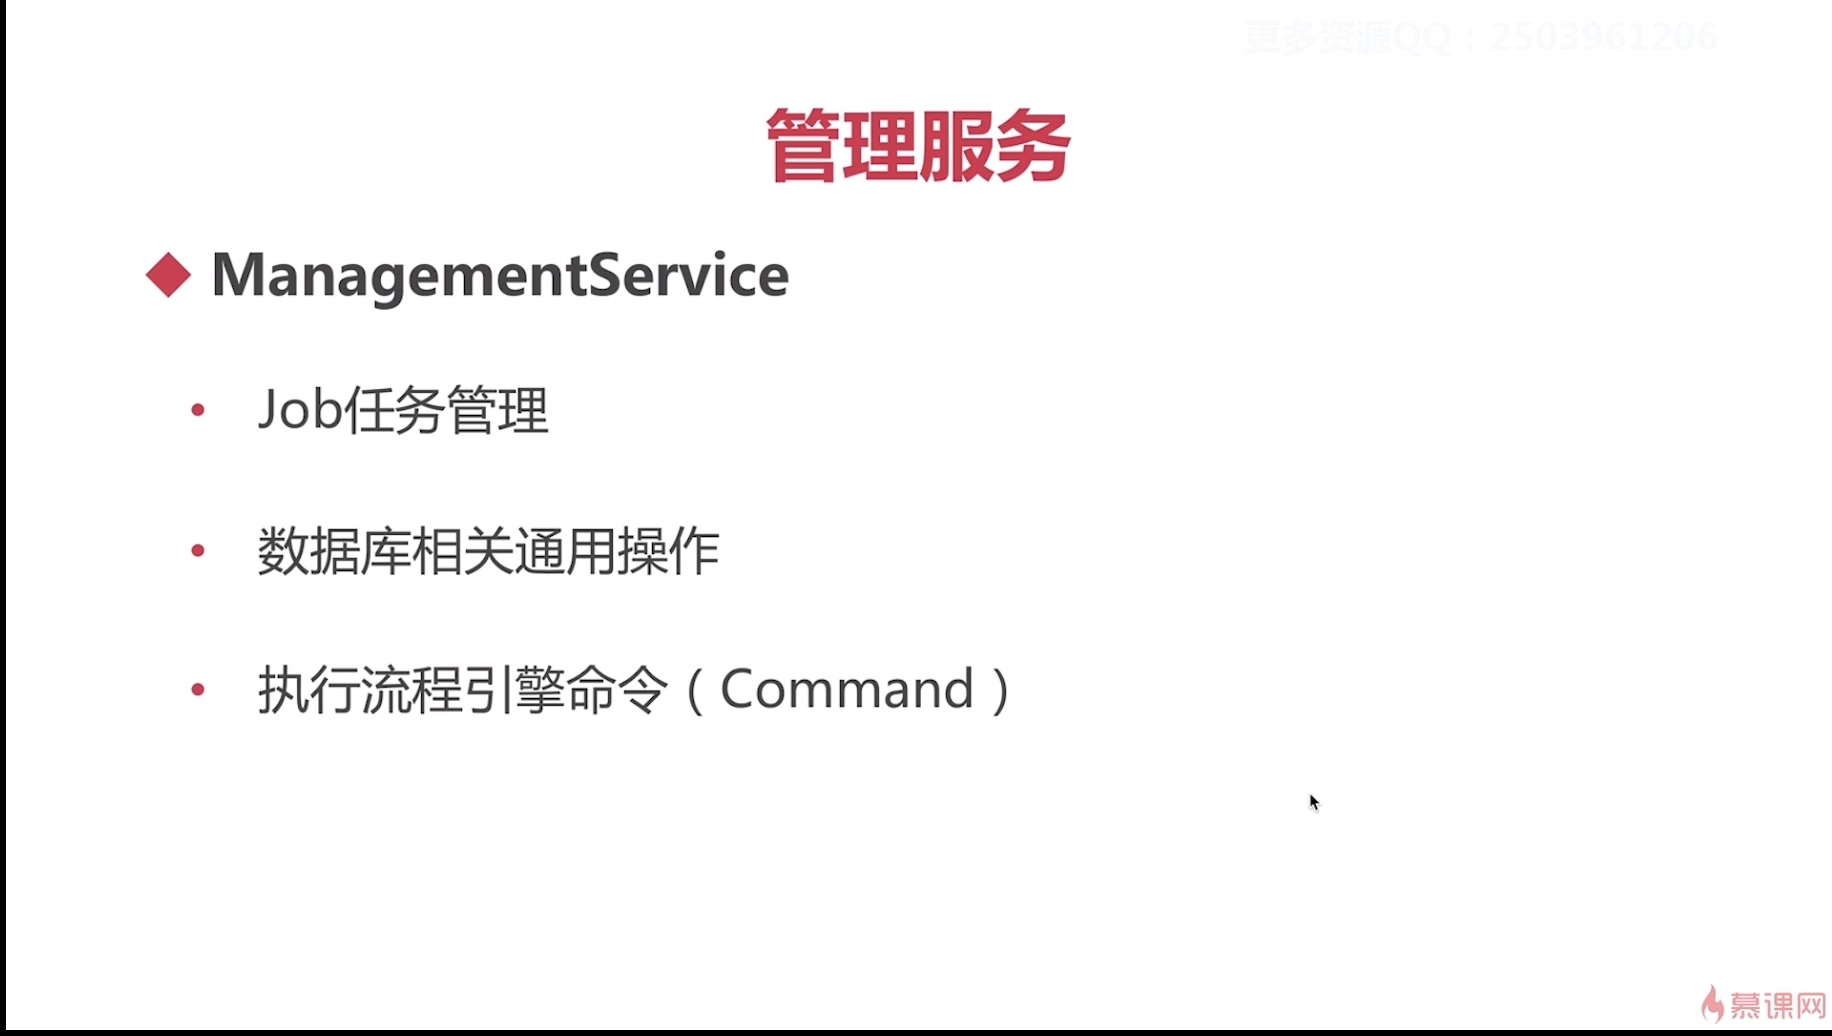 更多资源QQ：2503961206
管理服务
ManagementService
Job任务管理
数据库相关通用操作
执行流程引擎命令（Command）
慕课网